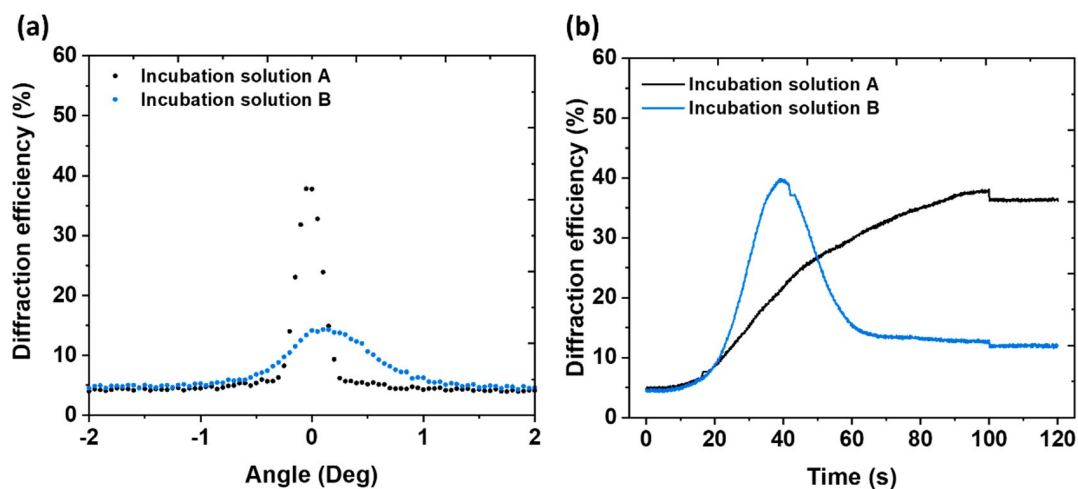 (a)
60
50
40
30
20
10
0
Diffraction efficiency (%)
Incubation solution A
Incubation solution B
-2
-1
0
1
2
Angle (Deg)
(b)
60
50
40
30
20
10
0
Diffraction efficiency (%)
Incubation solution A
Incubation solution B
0
20
40
60
80
100
120
Time (s)